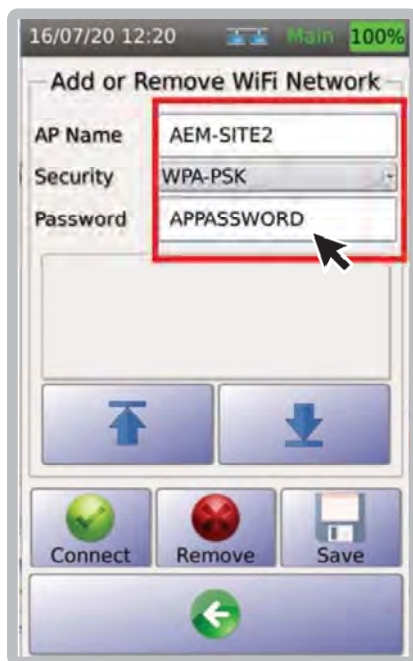 16/07/20 12:20 Main 100%
Add or Remove WiFi Network
AP Name AEM-SITE2
Security WPA-PSK
Password APPASSWORD
Connect Remove Save